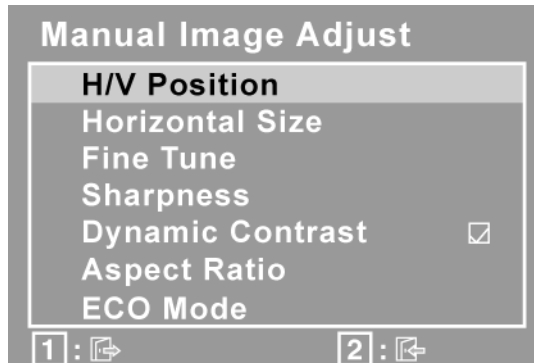 Manual Image Adjust
H/V Position
Horizontal Size
Fine Tune
Sharpness
Dynamic Contrast
Aspect Ratio
ECO Mode
1 : 2 :